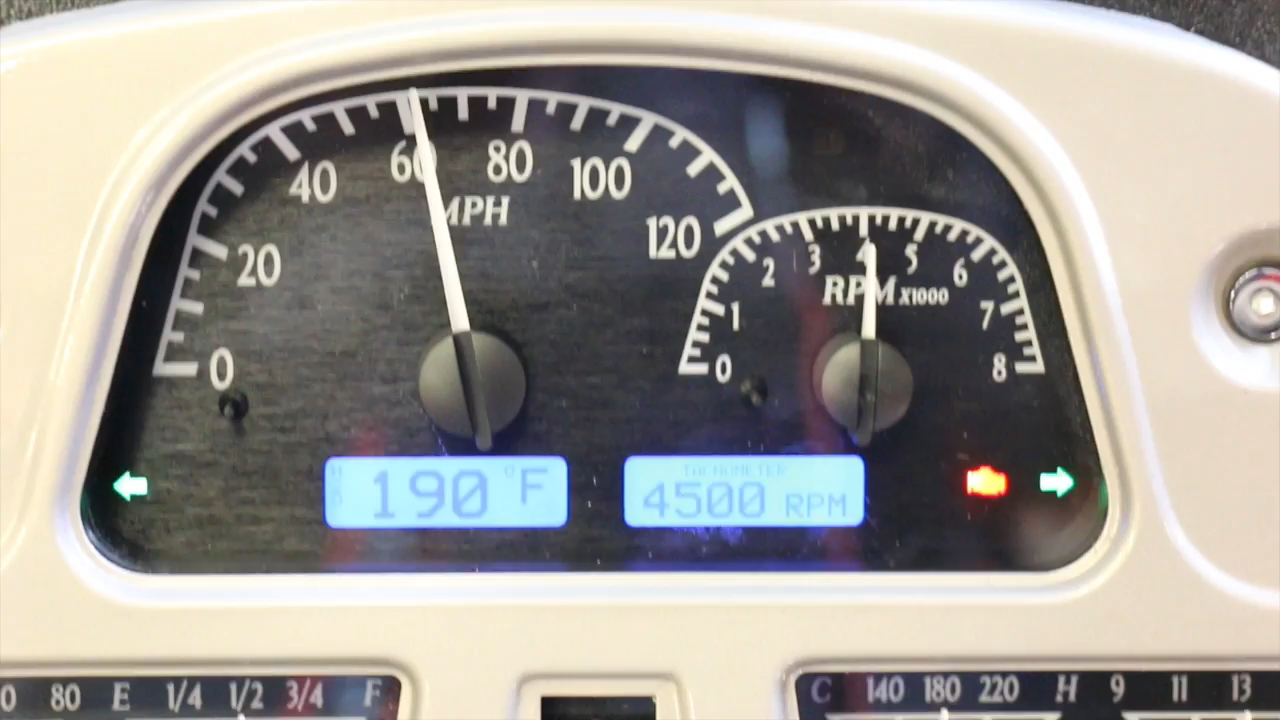 0 20 40 60 80 100 120
MPH
0 1 2 3 4 5 6 7 8
RPM X1000
190 °F
TACHOMETER
4500 RPM
0 80 E 1/4 1/2 3/4 F
C 140 180 220 H 9 11 13